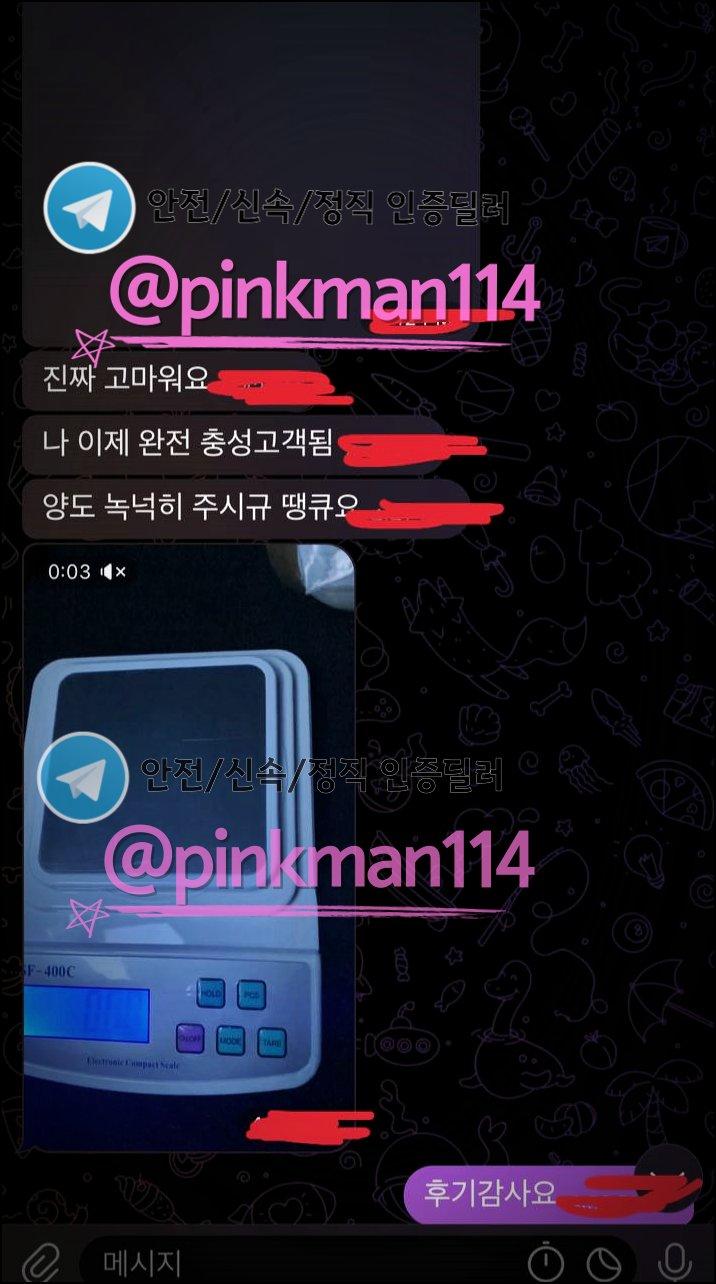 안전/신속/정직 인증딜러
@pinkman114
진짜 고마워요
나 이제 완전 충성고객됨
양도 녹넉히 주시규 땡큐요
0:03
안전/신속/정직 인증딜러
@pinkman114
SF-400C
HOLD PCS
ON/OFF MODE TARE
Electronic Compact Scale
후기감사요
메시지